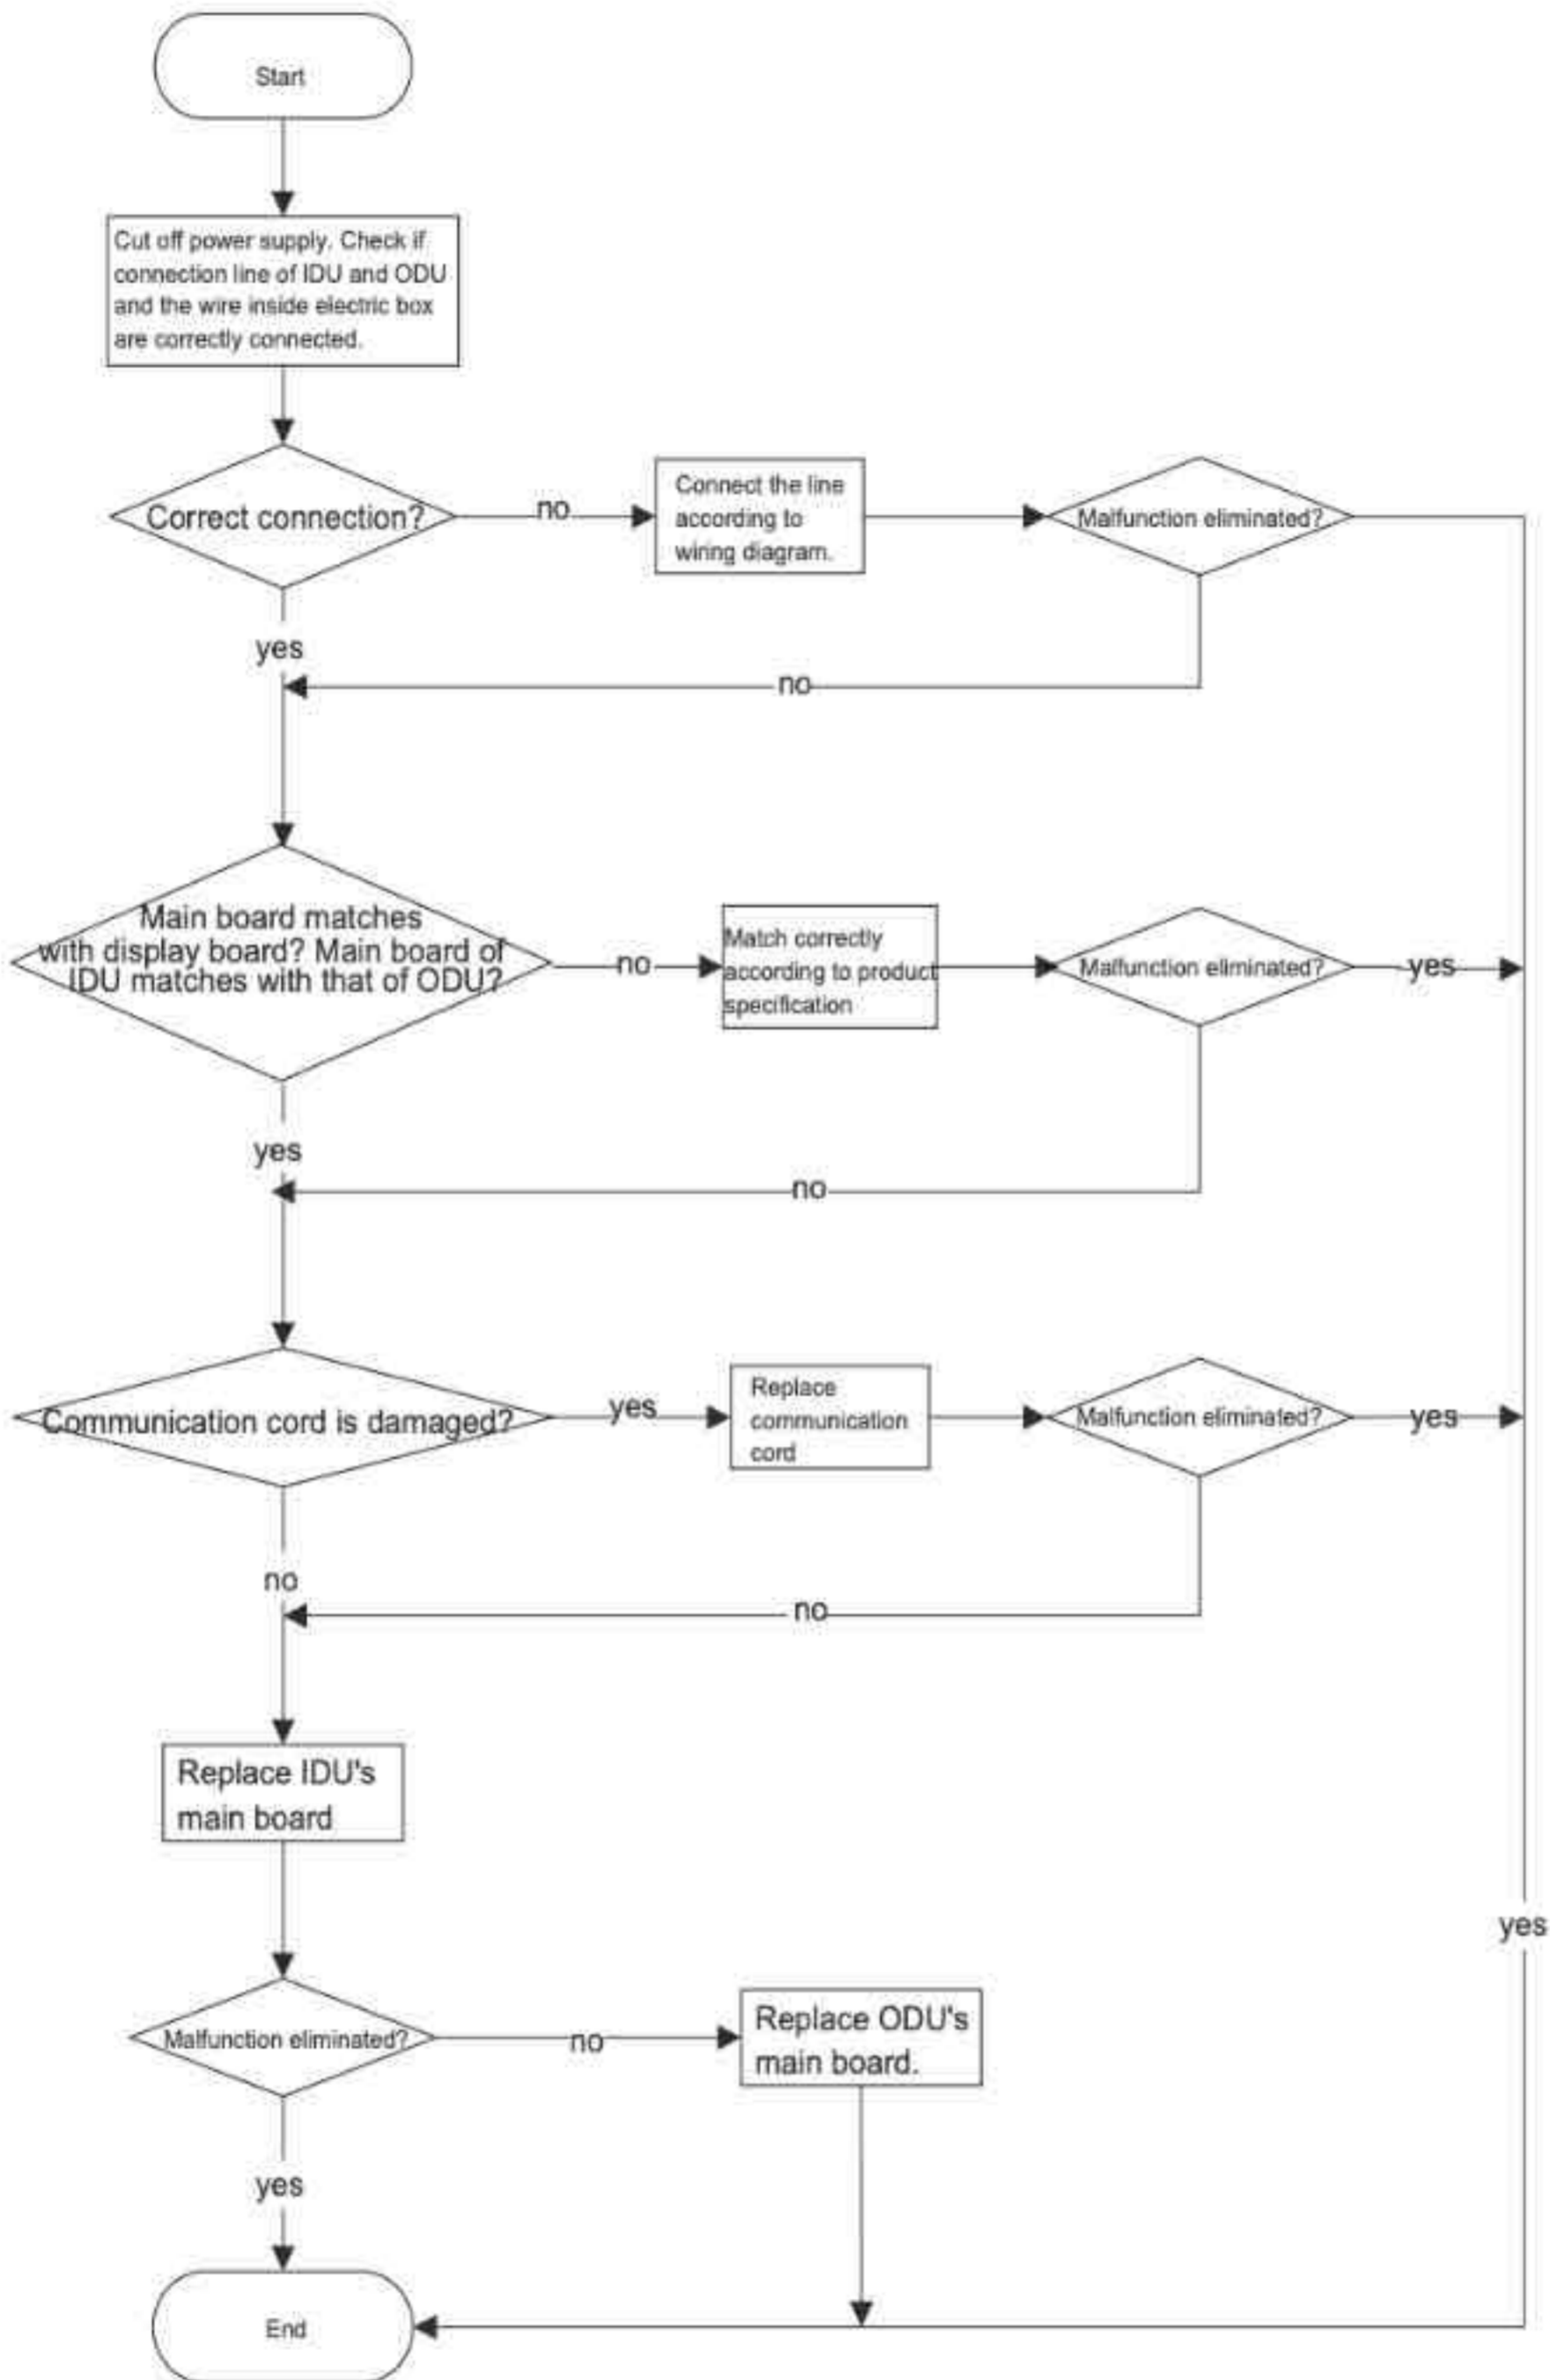 Start
Cut off power supply. Check if
connection line of IDU and ODU
and the wire inside electric box
are correctly connected.
Correct connection?
no
Connect the line
according to
wiring diagram.
Malfunction eliminated?
yes
no
Main board matches
with display board? Main board of
IDU matches with that of ODU?
no
Match correctly
according to product
specification
Malfunction eliminated?
yes
yes
no
Communication cord is damaged?
yes
Replace
communication
cord
Malfunction eliminated?
yes
no
no
Replace IDU's
main board
yes
Malfunction eliminated?
no
Replace ODU's
main board.
yes
End